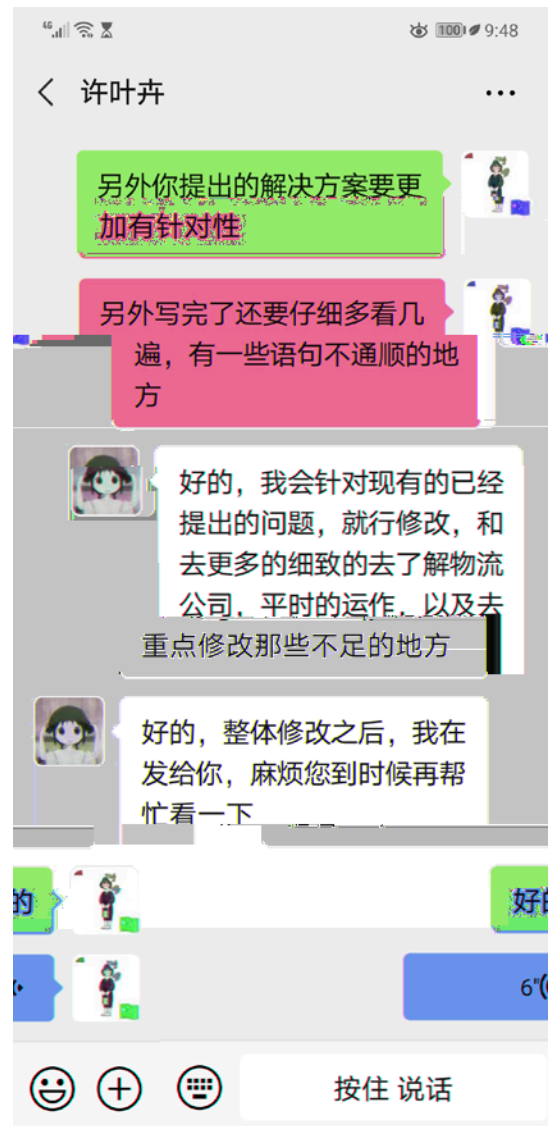 4G 100 9:48
许叶卉
另外你提出的解决方案要更
加有针对性
另外写完了还要仔细多看几
遍，有一些语句不通顺的地
方
好的，我会针对现有的已经
提出的问题，就行修改，和
去更多的细致的去了解物流
公司，平时的运作，以及去
重点修改那些不足的地方
好的，整体修改之后，我在
发给你，麻烦您到时候再帮
忙看一下
的 好的
6"
按住 说话